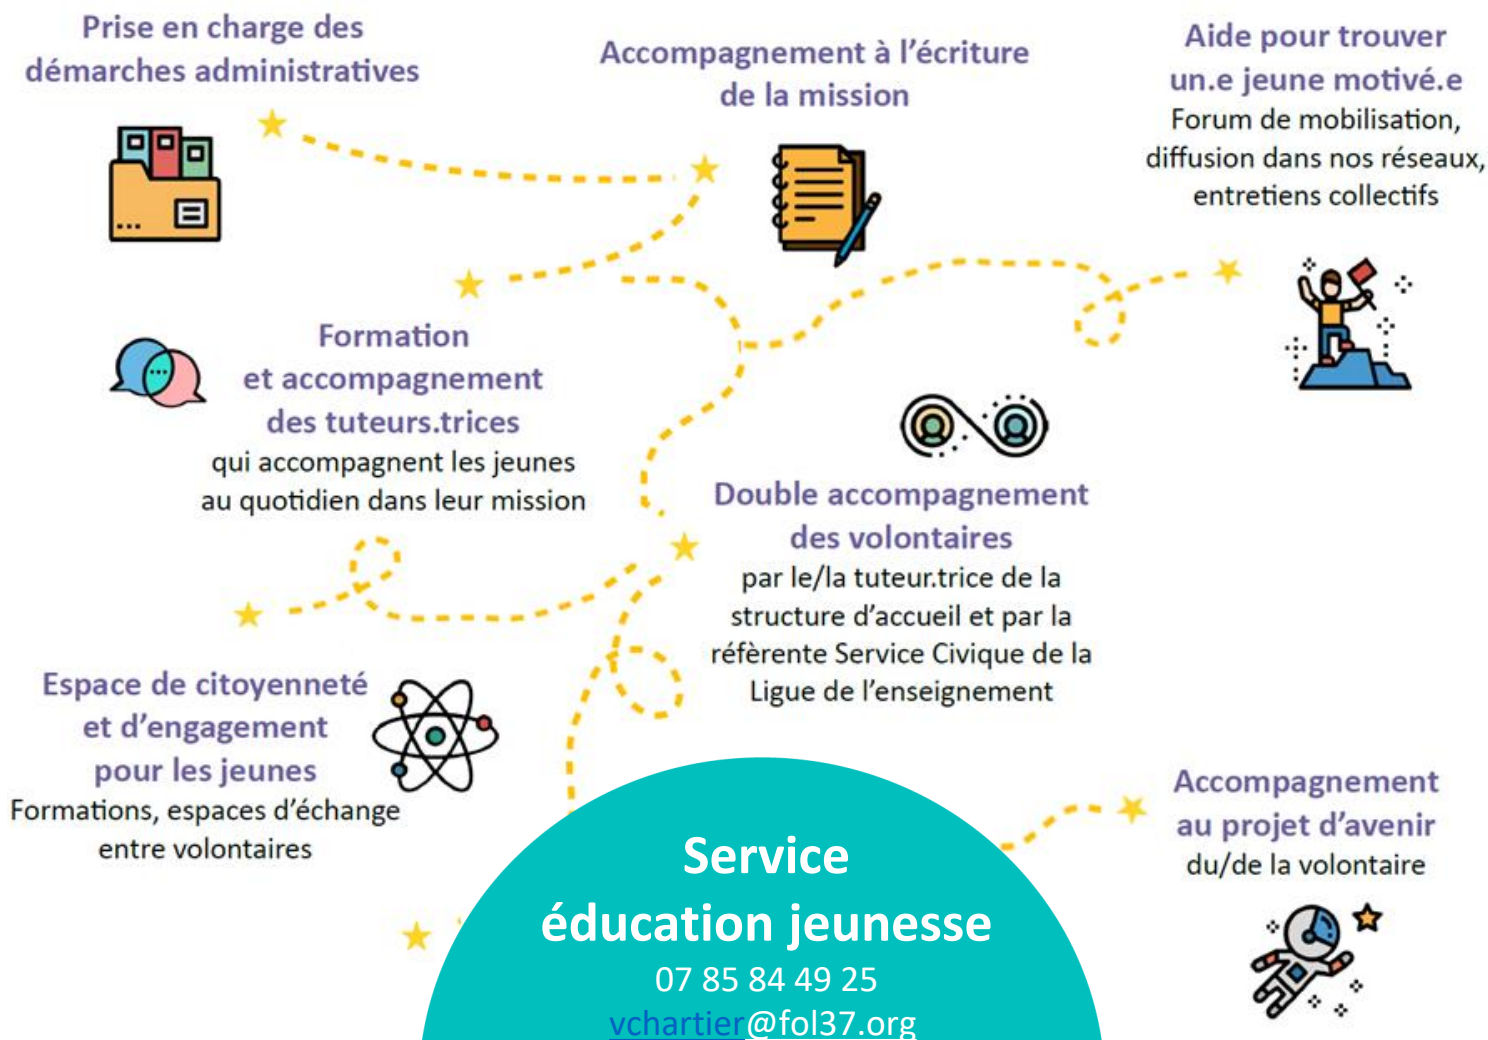 Prise en charge des
démarches administratives
Accompagnement à l’écriture
de la mission
Aide pour trouver
un.e jeune motivé.e
Forum de mobilisation,
diffusion dans nos réseaux,
entretiens collectifs
Formation
et accompagnement
des tuteurs.trices
qui accompagnent les jeunes
au quotidien dans leur mission
Double accompagnement
des volontaires
par le/la tuteur.trice de la
structure d’accueil et par la
réfèrente Service Civique de la
Ligue de l’enseignement
Espace de citoyenneté
et d’engagement
pour les jeunes
Formations, espaces d’échange
entre volontaires
Accompagnement
au projet d’avenir
du/de la volontaire
Service
éducation jeunesse
07 85 84 49 25
vchartier@fol37.org